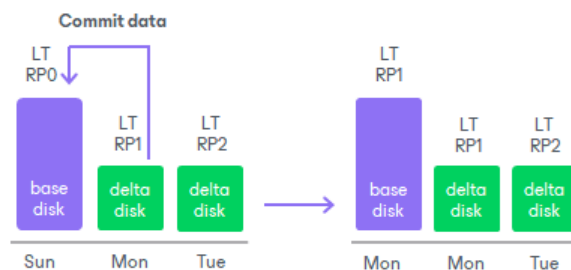 Commit data
LT
RP0
LT
RP1
LT
RP2
base
disk
delta
disk
delta
disk
Sun
Mon
Tue
LT
RP1
LT
RP1
LT
RP2
base
disk
delta
disk
delta
disk
Mon
Mon
Tue